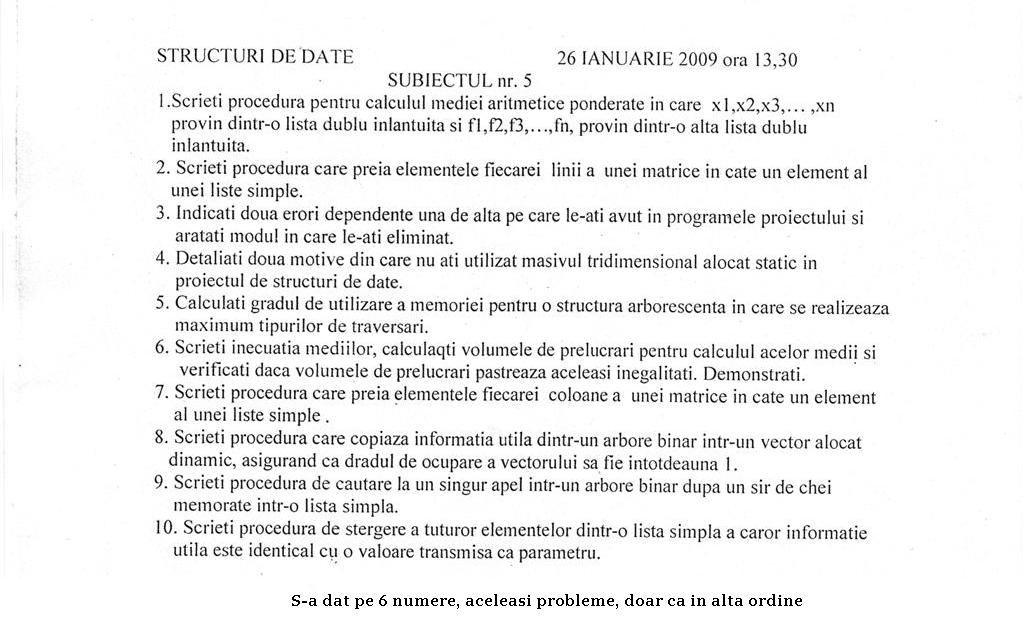 STRUCTURI DE DATE 26 IANUARIE 2009 ora 13,30
SUBIECTUL nr. 5
1.Scrieti procedura pentru calculul mediei aritmetice ponderate in care x1,x2,x3,... ,xn
provin dintr-o lista dublu inlantuita si f1,f2,f3,...,fn, provin dintr-o alta lista dublu
inlantuita.
2. Scrieti procedura care preia elementele fiecarei linii a unei matrice in cate un element al
unei liste simple.
3. Indicati doua erori dependente una de alta pe care le-ati avut in programele proiectului si
aratati modul in care le-ati eliminat.
4. Detaliati doua motive din care nu ati utilizat masivul tridimensional alocat static in
proiectul de structuri de date.
5. Calculati gradul de utilizare a memoriei pentru o structura arborescenta in care se realizeaza
maximum tipurilor de traversari.
6. Scrieti inecuatia mediilor, calculaqti volumele de prelucrari pentru calculul acelor medii si
verificati daca volumele de prelucrari pastreaza aceleasi inegalitati. Demonstrati.
7. Scrieti procedura care preia elementele fiecarei coloane a unei matrice in cate un element
al unei liste simple .
8. Scrieti procedura care copiaza informatia utila dintr-un arbore binar intr-un vector alocat
dinamic, asigurand ca dradul de ocupare a vectorului sa fie intotdeauna 1.
9. Scrieti procedura de cautare la un singur apel intr-un arbore binar dupa un sir de chei
memorate intr-o lista simpla.
10. Scrieti procedura de stergere a tuturor elementelor dintr-o lista simpla a caror informatie
utila este identical cu o valoare transmisa ca parametru.
S-a dat pe 6 numere, aceleasi probleme, doar ca in alta ordine